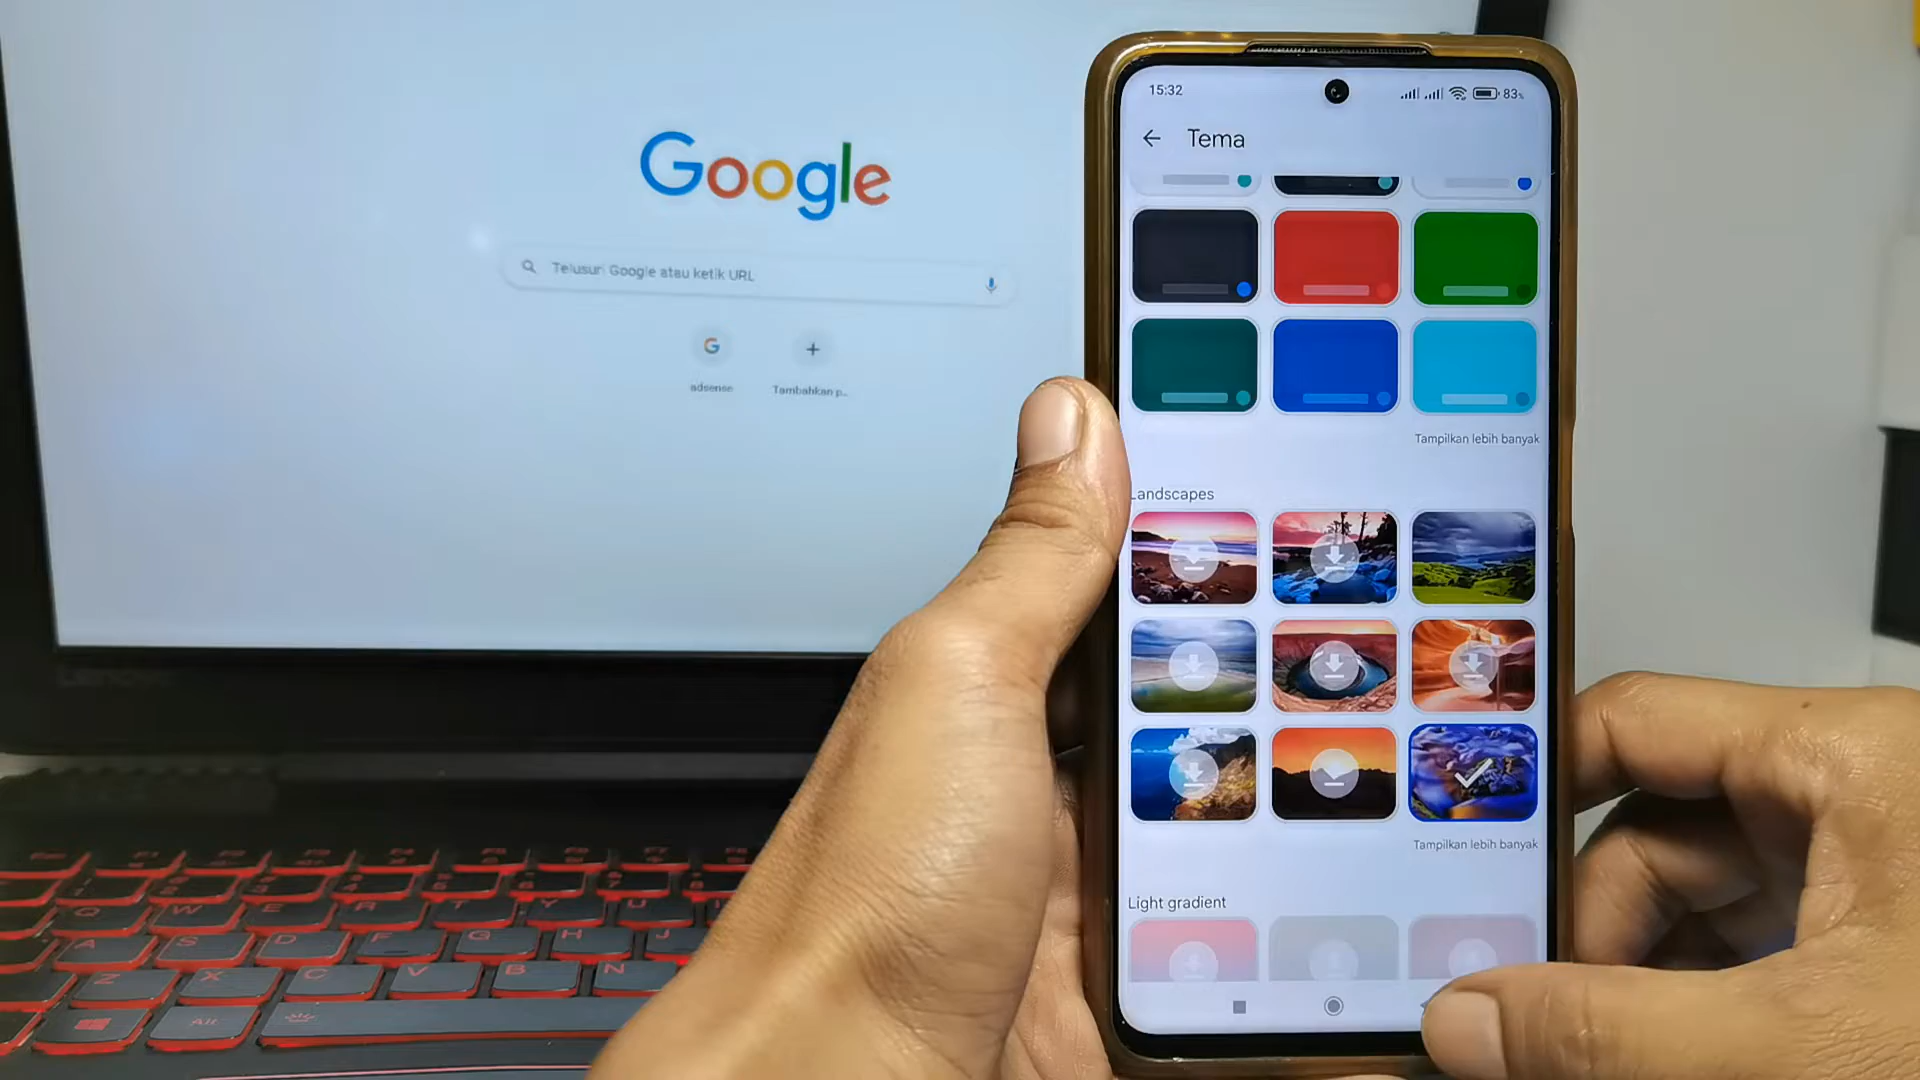 Google
Telusuri Google atau ketik URL
adsense
Tambahkan p...
15:32
83%
Tema
Tampilkan lebih banyak
Landscapes
Tampilkan lebih banyak
Light gradient
Q W E R T Y U
A S D F G H J
Z X C V B N
Alt